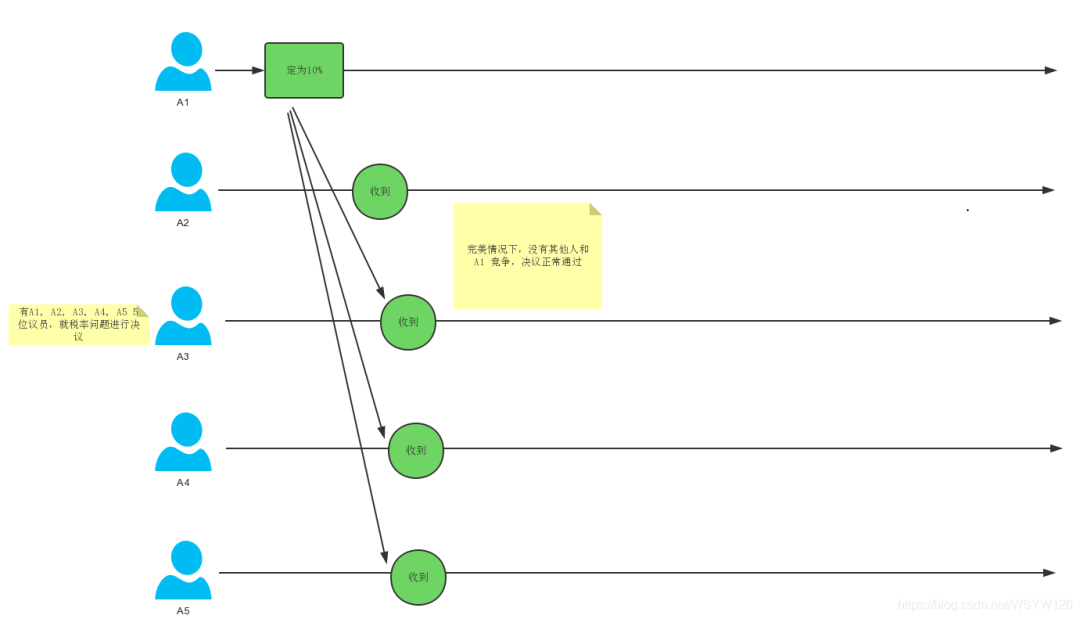 定为10%
A1
收到
A2
完美情况下，没有其他人和
A1 竞争，决议正常通过
有A1, A2, A3, A4, A5 5
位议员，就税率问题进行决
议
收到
A3
收到
A4
收到
A5
https://blog.csdn.net/WSYW126